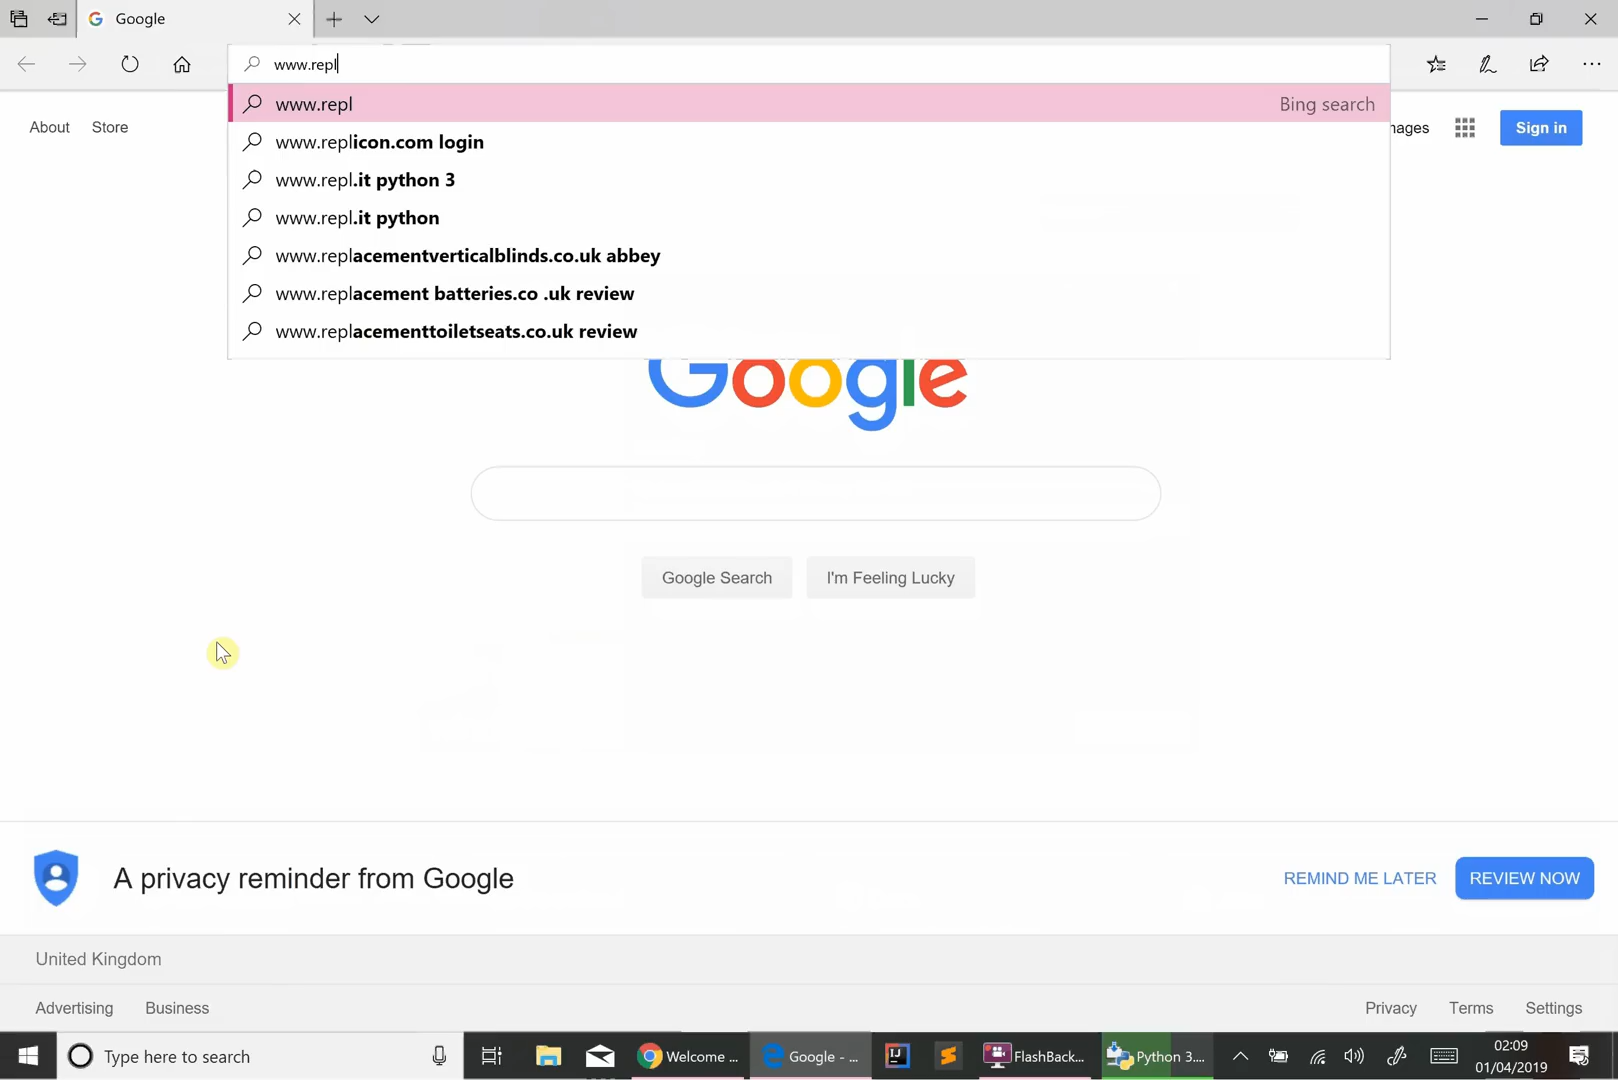 Google
www.repl
www.repl Bing search
www.replicon.com login
www.repl.it python 3
www.repl.it python
www.replacementverticalblinds.co.uk abbey
www.replacement batteries.co .uk review
www.replacementtoiletseats.co.uk review
About Store
Sign in
Google
Google Search I'm Feeling Lucky
A privacy reminder from Google REMIND ME LATER REVIEW NOW
United Kingdom
Advertising Business Privacy Terms Settings
Type here to search Welcome ... Google - ... FlashBack... Python 3.... 02:09
01/04/2019